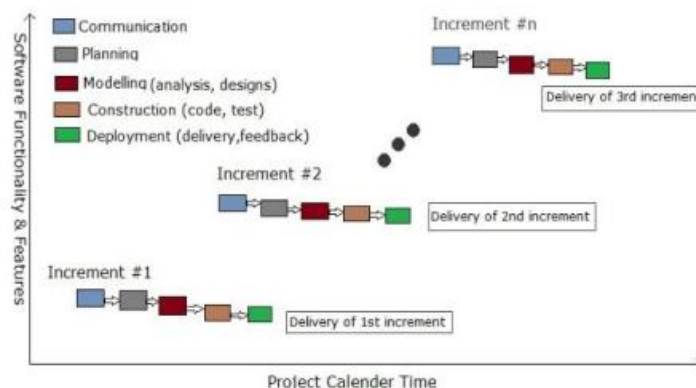 Communication
Planning
Modelling (analysis, designs)
Construction (code, test)
Deployment (delivery,feedback)
Increment #n
Delivery of 3rd increment
Increment #2
Delivery of 2nd increment
Increment #1
Delivery of 1st increment
Software Functionality & Features
Project Calender Time